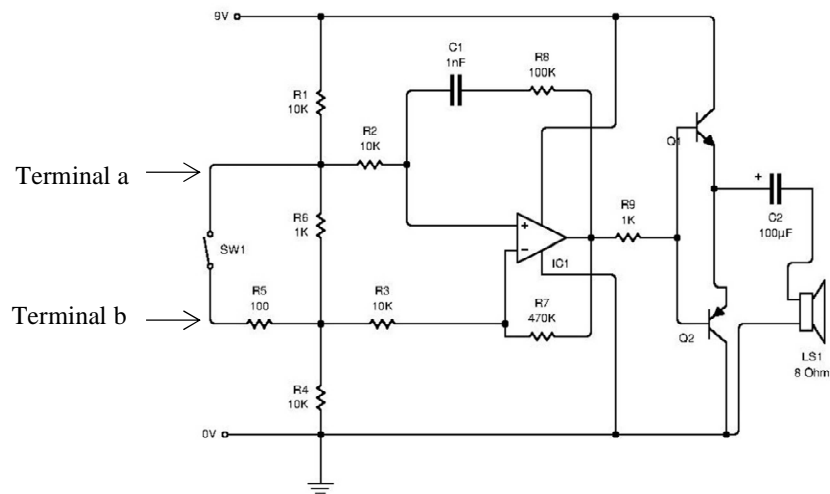 9V
C1
1nF
R8
100K
R1
10K
R2
10K
Terminal a
Q1
+
R6
1K
R9
1K
C2
100µF
+
−
SW1
IC1
R5
100
R3
10K
R7
470K
Terminal b
Q2
LS1
8 Ohm
R4
10K
0V